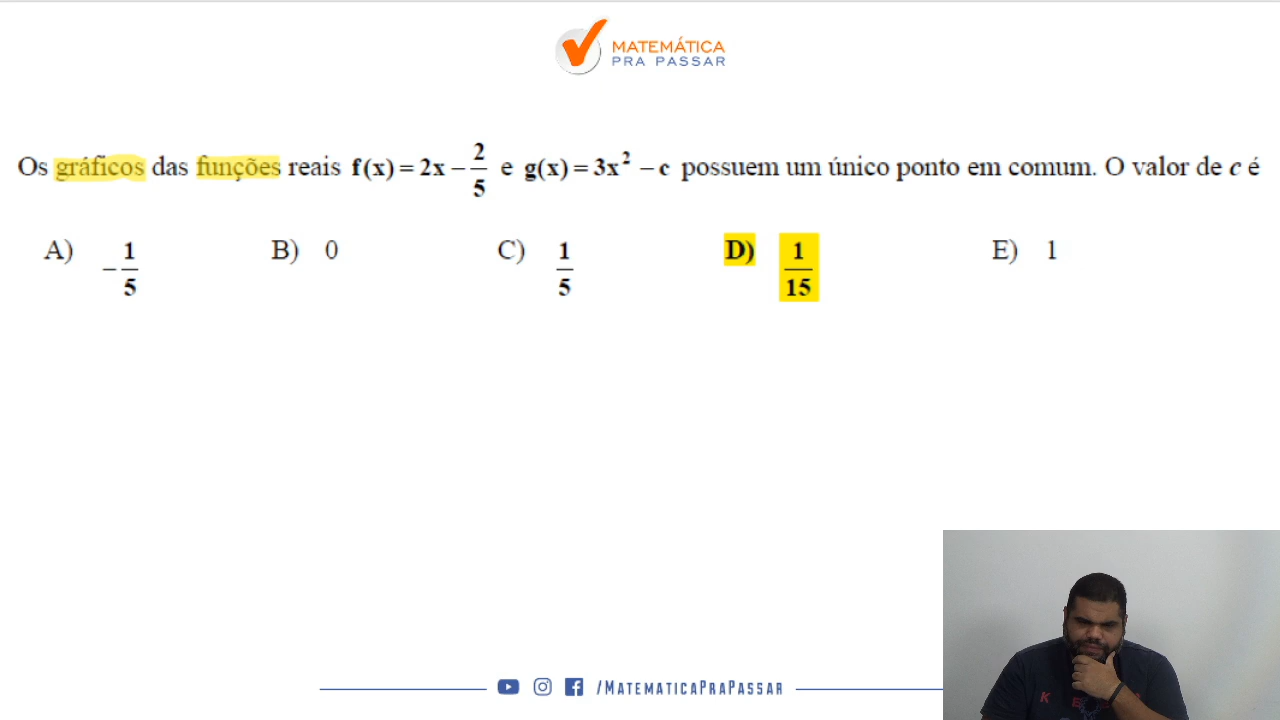 MATEMÁTICA
PRA PASSAR
Os gráficos das funções reais f(x) = 2x − 2/5 e g(x) = 3x² − c possuem um único ponto em comum. O valor de c é
A) −1/5 B) 0 C) 1/5 D) 1/15 E) 1
K E
/MATEMATICAPRAPASSAR